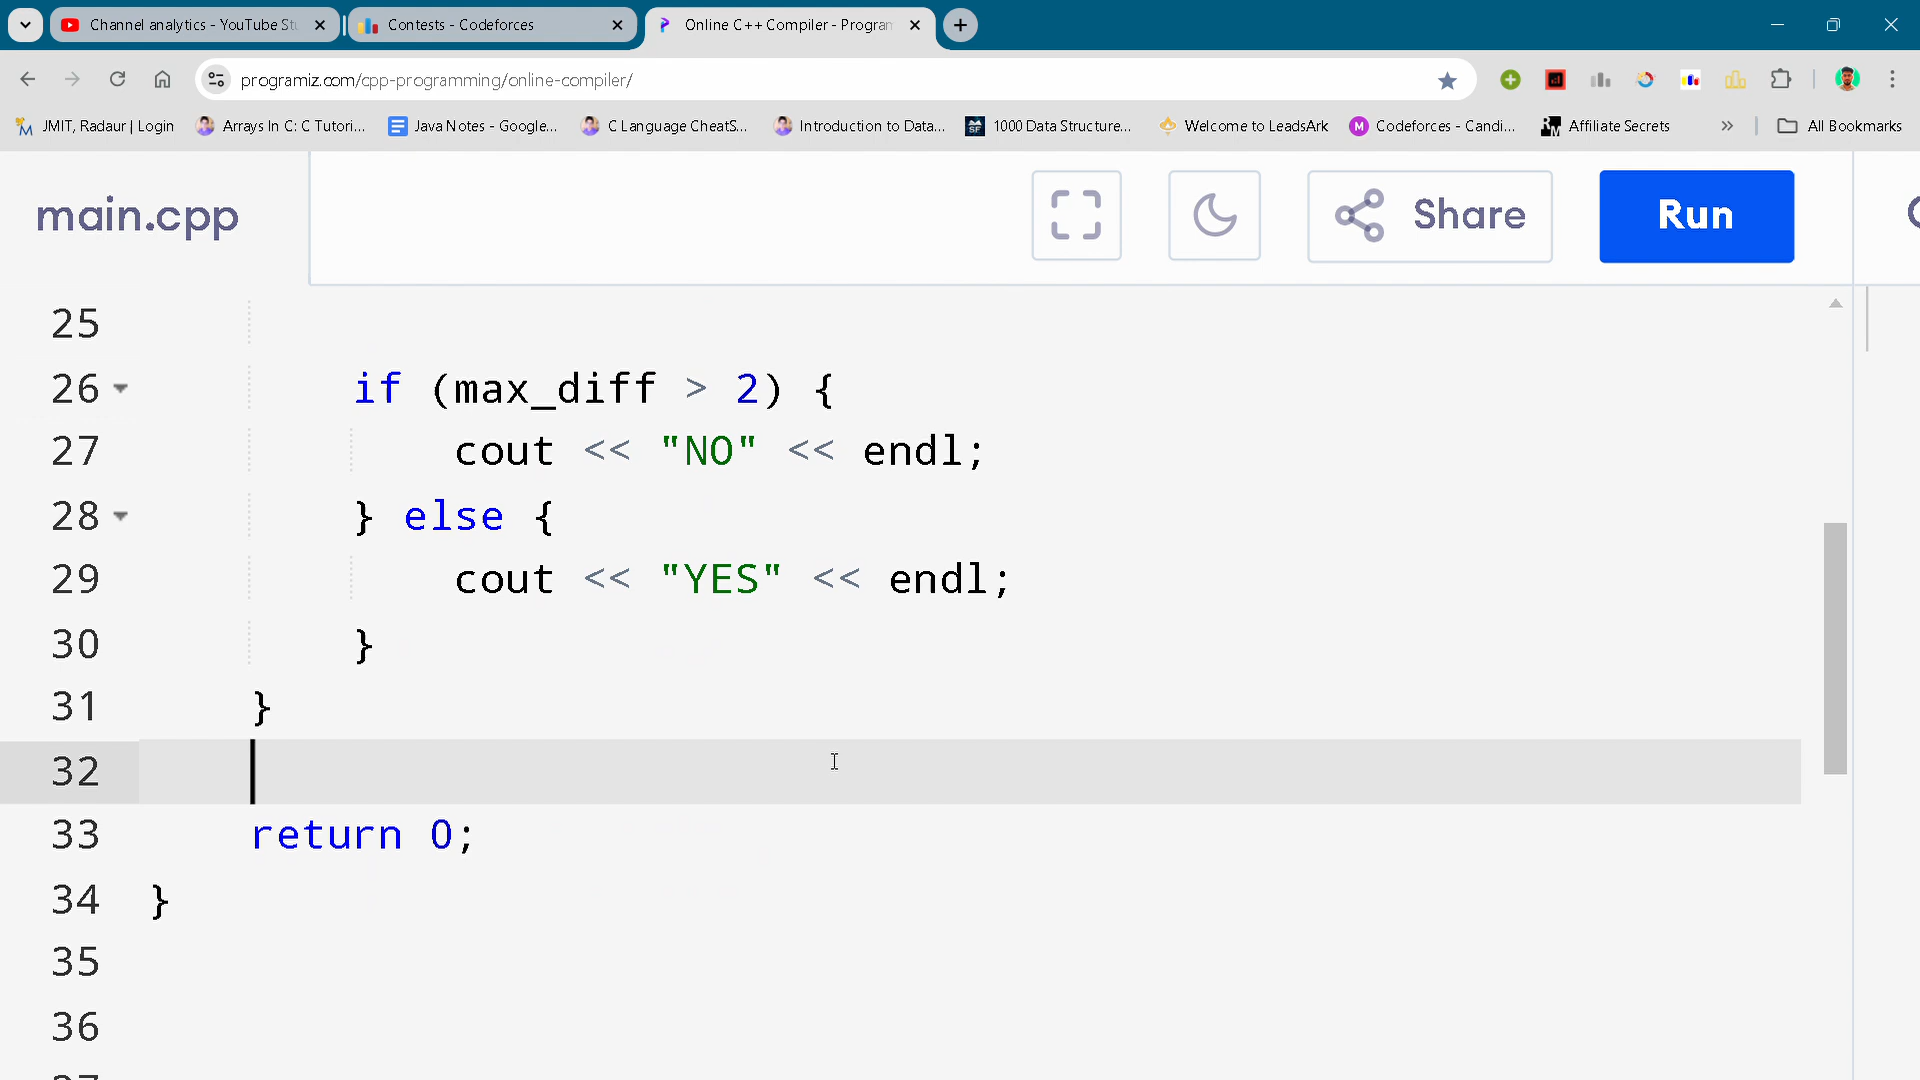 Channel analytics - YouTube St
Contests - Codeforces
Online C++ Compiler - Program
programiz.com/cpp-programming/online-compiler/
JMIT, Radaur | Login
Arrays In C: C Tutori...
Java Notes - Google...
C Language CheatS...
Introduction to Data...
1000 Data Structure...
Welcome to LeadsArk
Codeforces - Candi...
Affiliate Secrets
All Bookmarks
main.cpp
Share
Run
25
26 if (max_diff > 2) {
27 cout << "NO" << endl;
28 } else {
29 cout << "YES" << endl;
30 }
31 }
32
33 return 0;
34 }
35
36